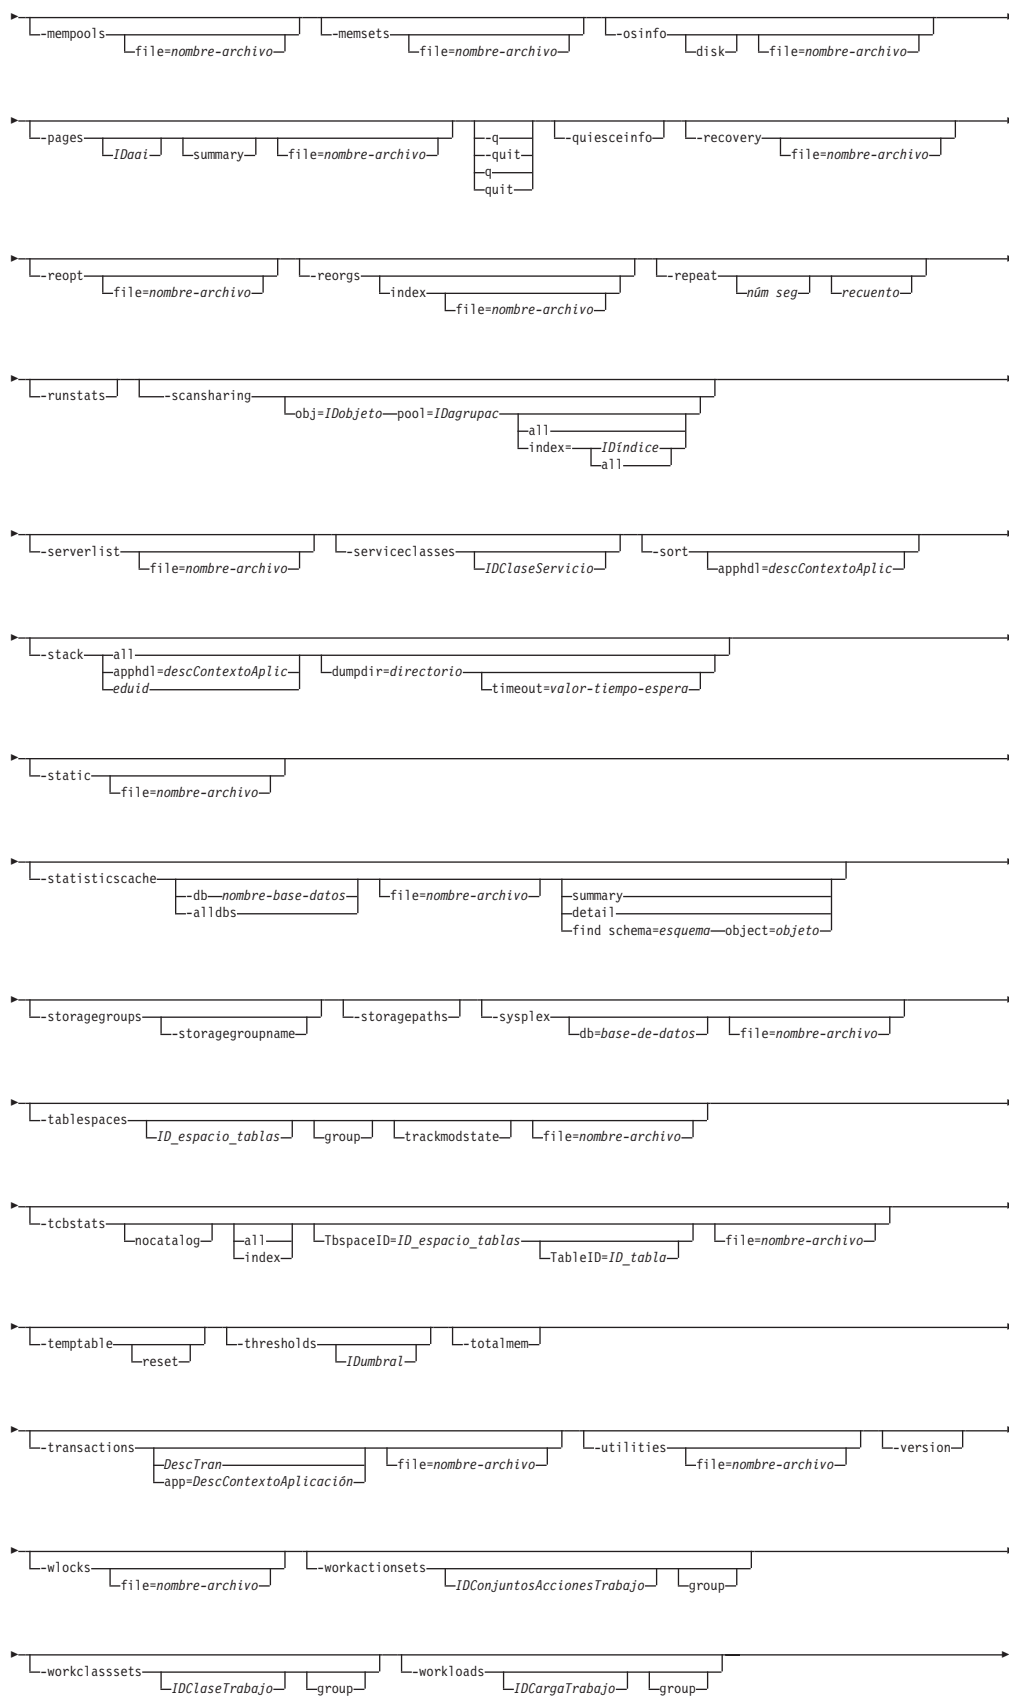 -mempools -memsets -osinfo
file=nombre-archivo file=nombre-archivo disk file=nombre-archivo
-pages -q -quiesceinfo -recovery
IDaai summary file=nombre-archivo -quit file=nombre-archivo
q
quit
-reopt -reorgs -repeat
file=nombre-archivo index núm seg recuento
file=nombre-archivo
-runstats -scansharing
obj=IDobjeto pool=IDagrupac
all
index= IDíndice
all
-serverlist -serviceclasses -sort
file=nombre-archivo IDClaseServicio apphdl=descContextoAplic
-stack all
apphdl=descContextoAplic dumpdir=directorio
eduid timeout=valor-tiempo-espera
-static
file=nombre-archivo
-statisticscache
-db nombre-base-datos file=nombre-archivo summary
-alldbs detail
find schema=esquema object=objeto
-storagegroups -storagepaths -sysplex
-storagegroupname db=base-de-datos file=nombre-archivo
-tablespaces
ID_espacio_tablas group trackmodstate file=nombre-archivo
-tcbstats
nocatalog all TbspaceID=ID_espacio_tablas file=nombre-archivo
index TableID=ID_tabla
-temptable -thresholds -totalmem
reset IDumbral
-transactions -utilities -version
DescTran file=nombre-archivo file=nombre-archivo
app=DescContextoAplicación
-wlocks -workactionsets
file=nombre-archivo IDConjuntosAccionesTrabajo group
-workclasssets -workloads
IDClaseTrabajo group IDCargaTrabajo group